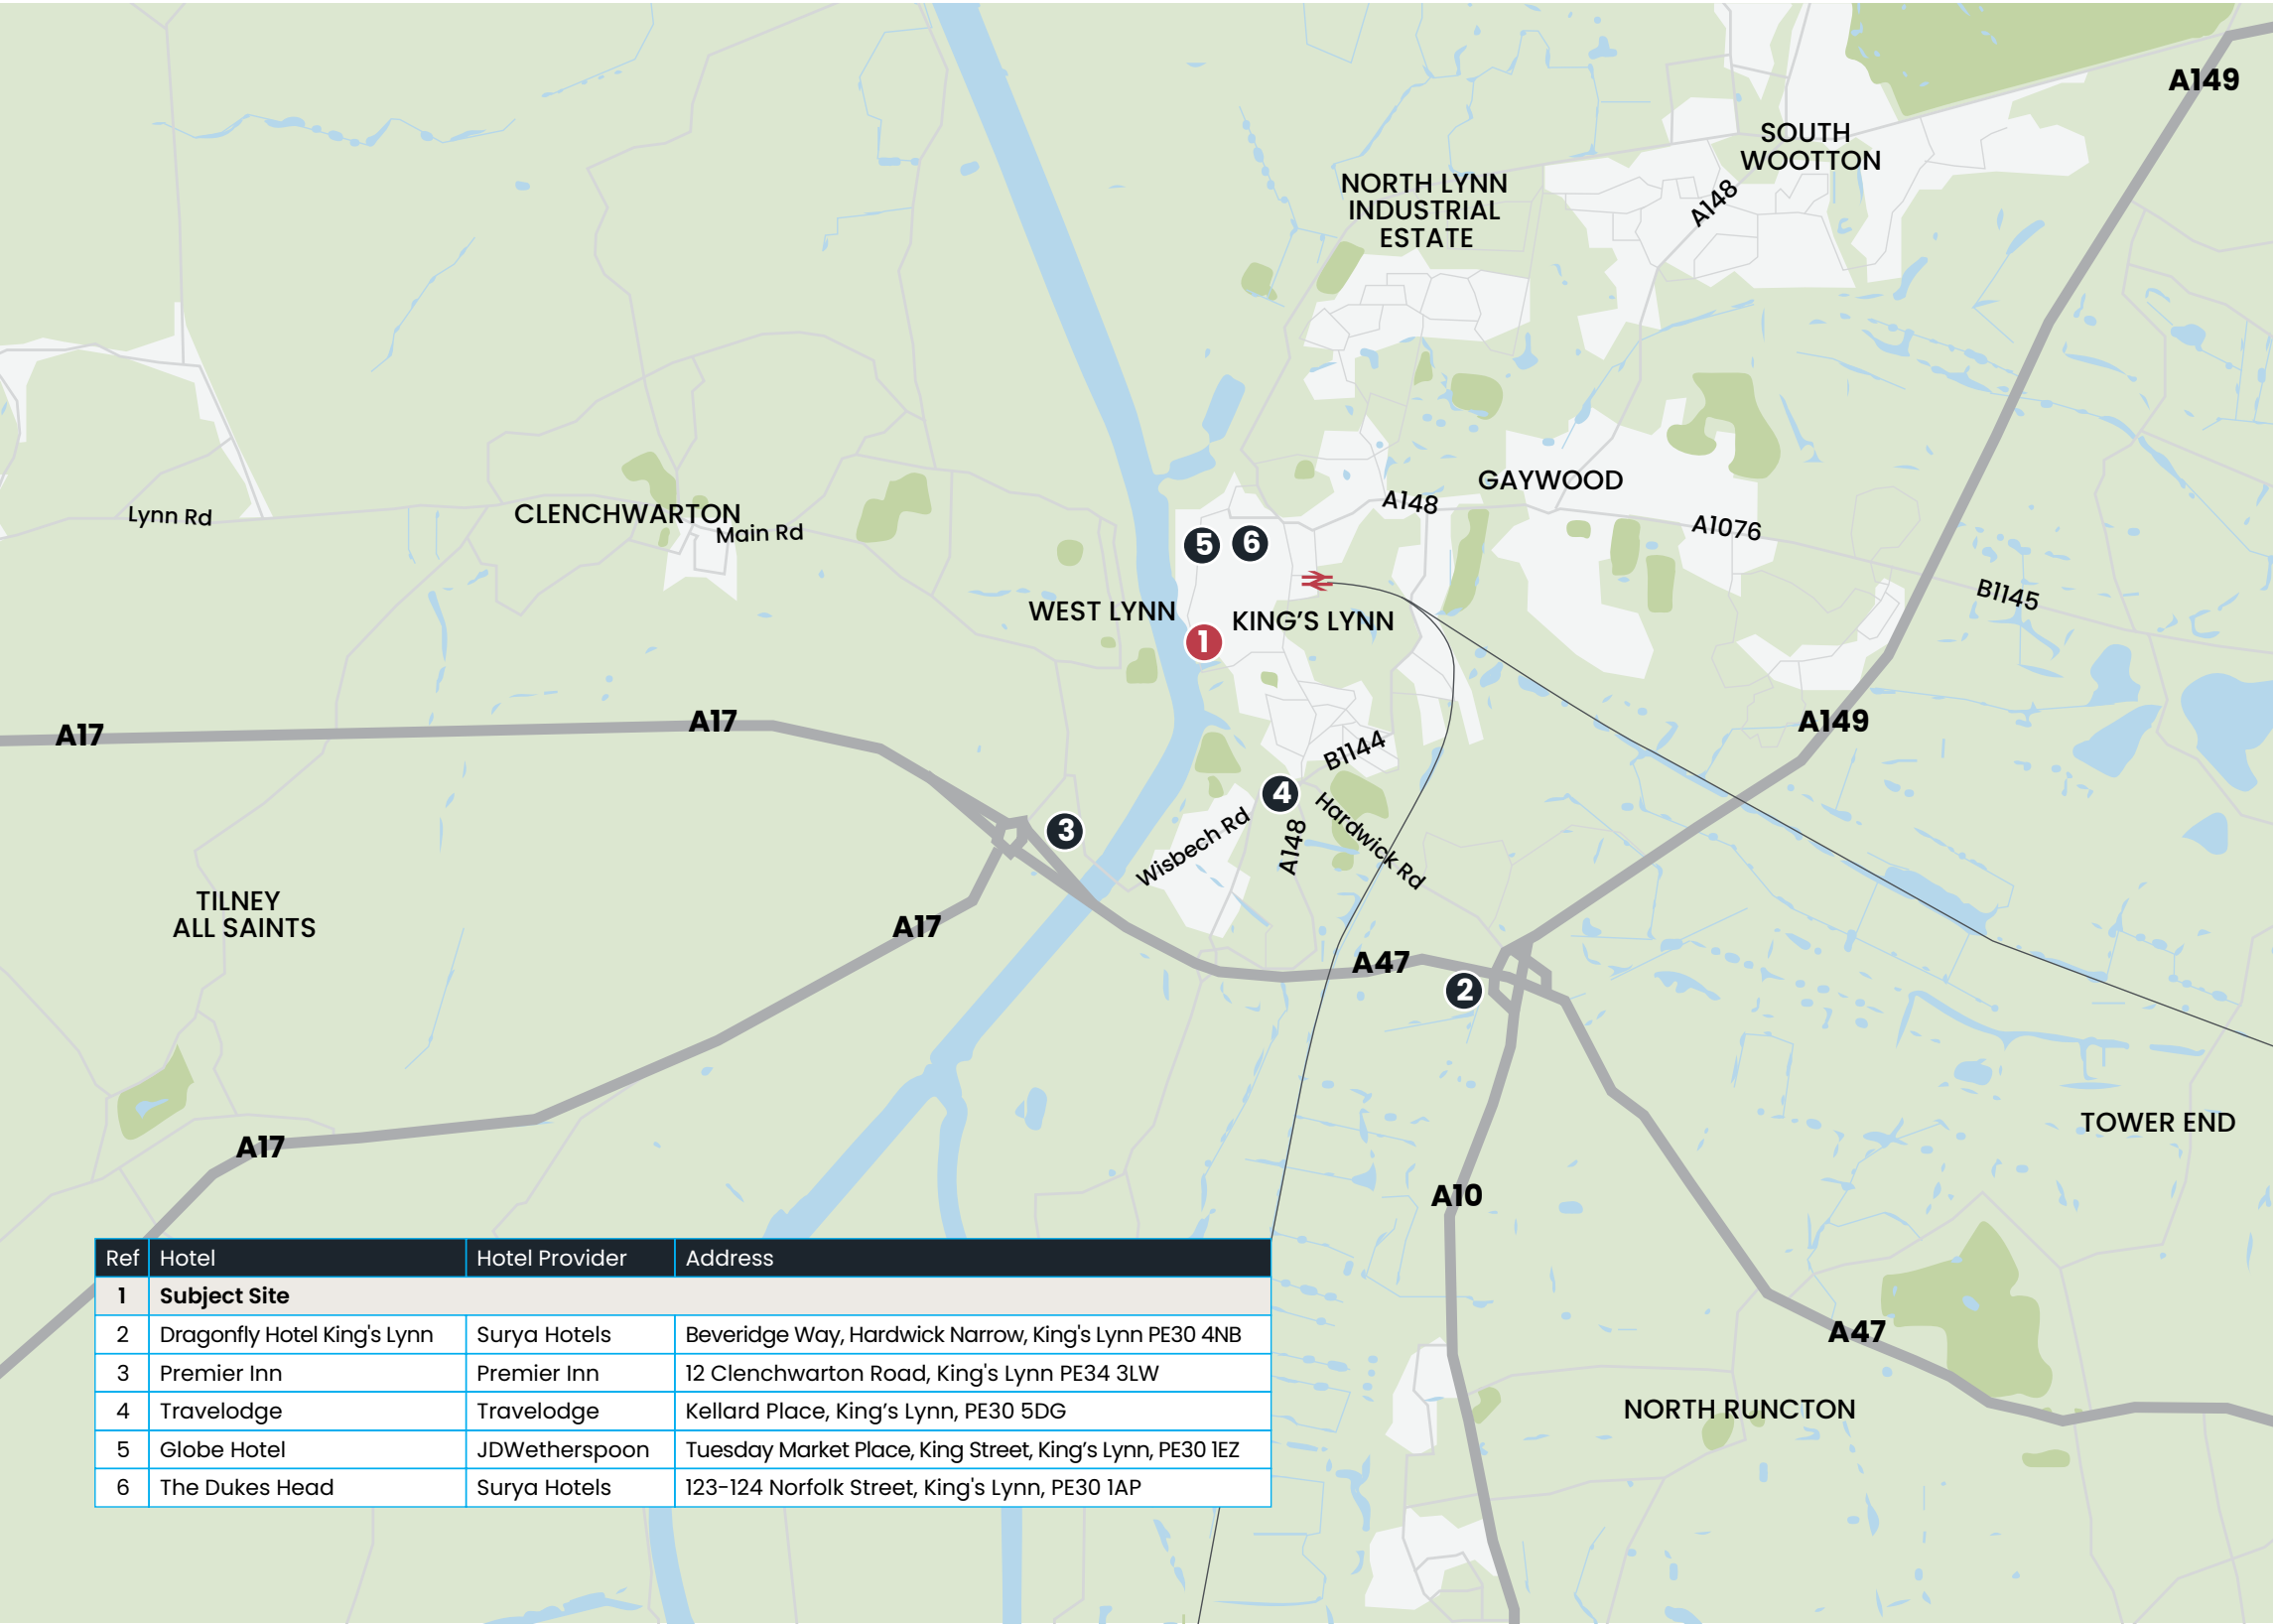 A149
SOUTH
WOOTTON
NORTH LYNN
INDUSTRIAL
ESTATE
A148
GAYWOOD
A148
CLENCHWARTON
Lynn Rd
Main Rd
A1076
5
6
B1145
WEST LYNN
KING’S LYNN
1
A17
A17
A149
B1144
4
3
Hardwick Rd
Wisbech Rd
A148
TILNEY
ALL SAINTS
A17
A47
2
TOWER END
A17
A10
A47
NORTH RUNCTON
Ref Hotel Hotel Provider Address
1 Subject Site
2 Dragonfly Hotel King's Lynn Surya Hotels Beveridge Way, Hardwick Narrow, King's Lynn PE30 4NB
3 Premier Inn Premier Inn 12 Clenchwarton Road, King's Lynn PE34 3LW
4 Travelodge Travelodge Kellard Place, King’s Lynn, PE30 5DG
5 Globe Hotel JDWetherspoon Tuesday Market Place, King Street, King’s Lynn, PE30 1EZ
6 The Dukes Head Surya Hotels 123-124 Norfolk Street, King's Lynn, PE30 1AP